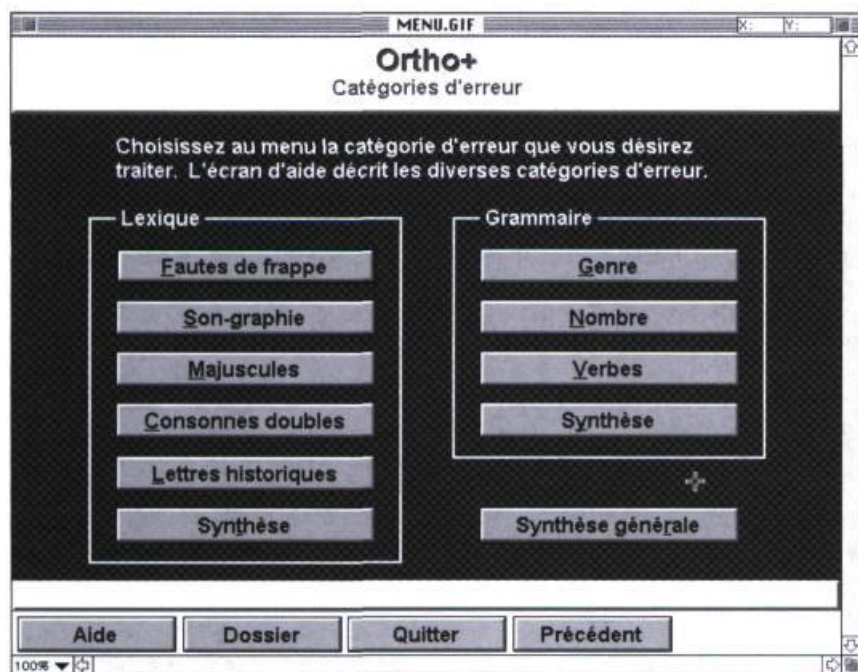 MENU.GIF
X: Y:
Ortho+
Catégories d'erreur
Choisissez au menu la catégorie d'erreur que vous désirez
traiter. L'écran d'aide décrit les diverses catégories d'erreur.
Lexique
Fautes de frappe
Son-graphie
Majuscules
Consonnes doubles
Lettres historiques
Synthèse
Grammaire
Genre
Nombre
Verbes
Synthèse
Synthèse générale
Aide Dossier Quitter Précédent
100%